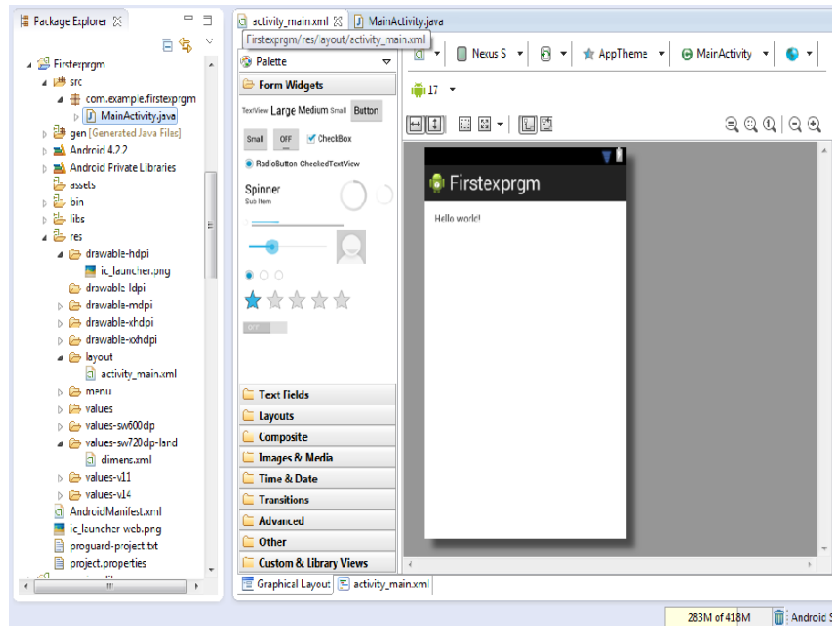 Package Explorer
Firstexprgm
src
com.example.firstexprgm
MainActivity.java
gen [Generated Java Files]
Android 4.2.2
Android Private Libraries
assets
bin
libs
res
drawable-hdpi
ic_launcher.png
drawable-ldpi
drawable-mdpi
drawable-xhdpi
drawable-xxhdpi
layout
activity_main.xml
menu
values
values-sw600dp
values-sw720dp-land
dimens.xml
values-v11
values-v14
AndroidManifest.xml
ic_launcher-web.png
proguard-project.txt
project.properties
activity_main.xml MainActivity.java
Firstexprgm/res/layout/activity_main.xml
Palette
Form Widgets
TextView Large Medium Small Button
Small OFF CheckBox
RadioButton CheckedTextView
Spinner
Sub Item
OFF
Text Fields
Layouts
Composite
Images & Media
Time & Date
Transitions
Advanced
Other
Custom & Library Views
Graphical Layout activity_main.xml
Nexus S AppTheme MainActivity
17
Firstexprgm
Hello world!
283M of 418M Android S